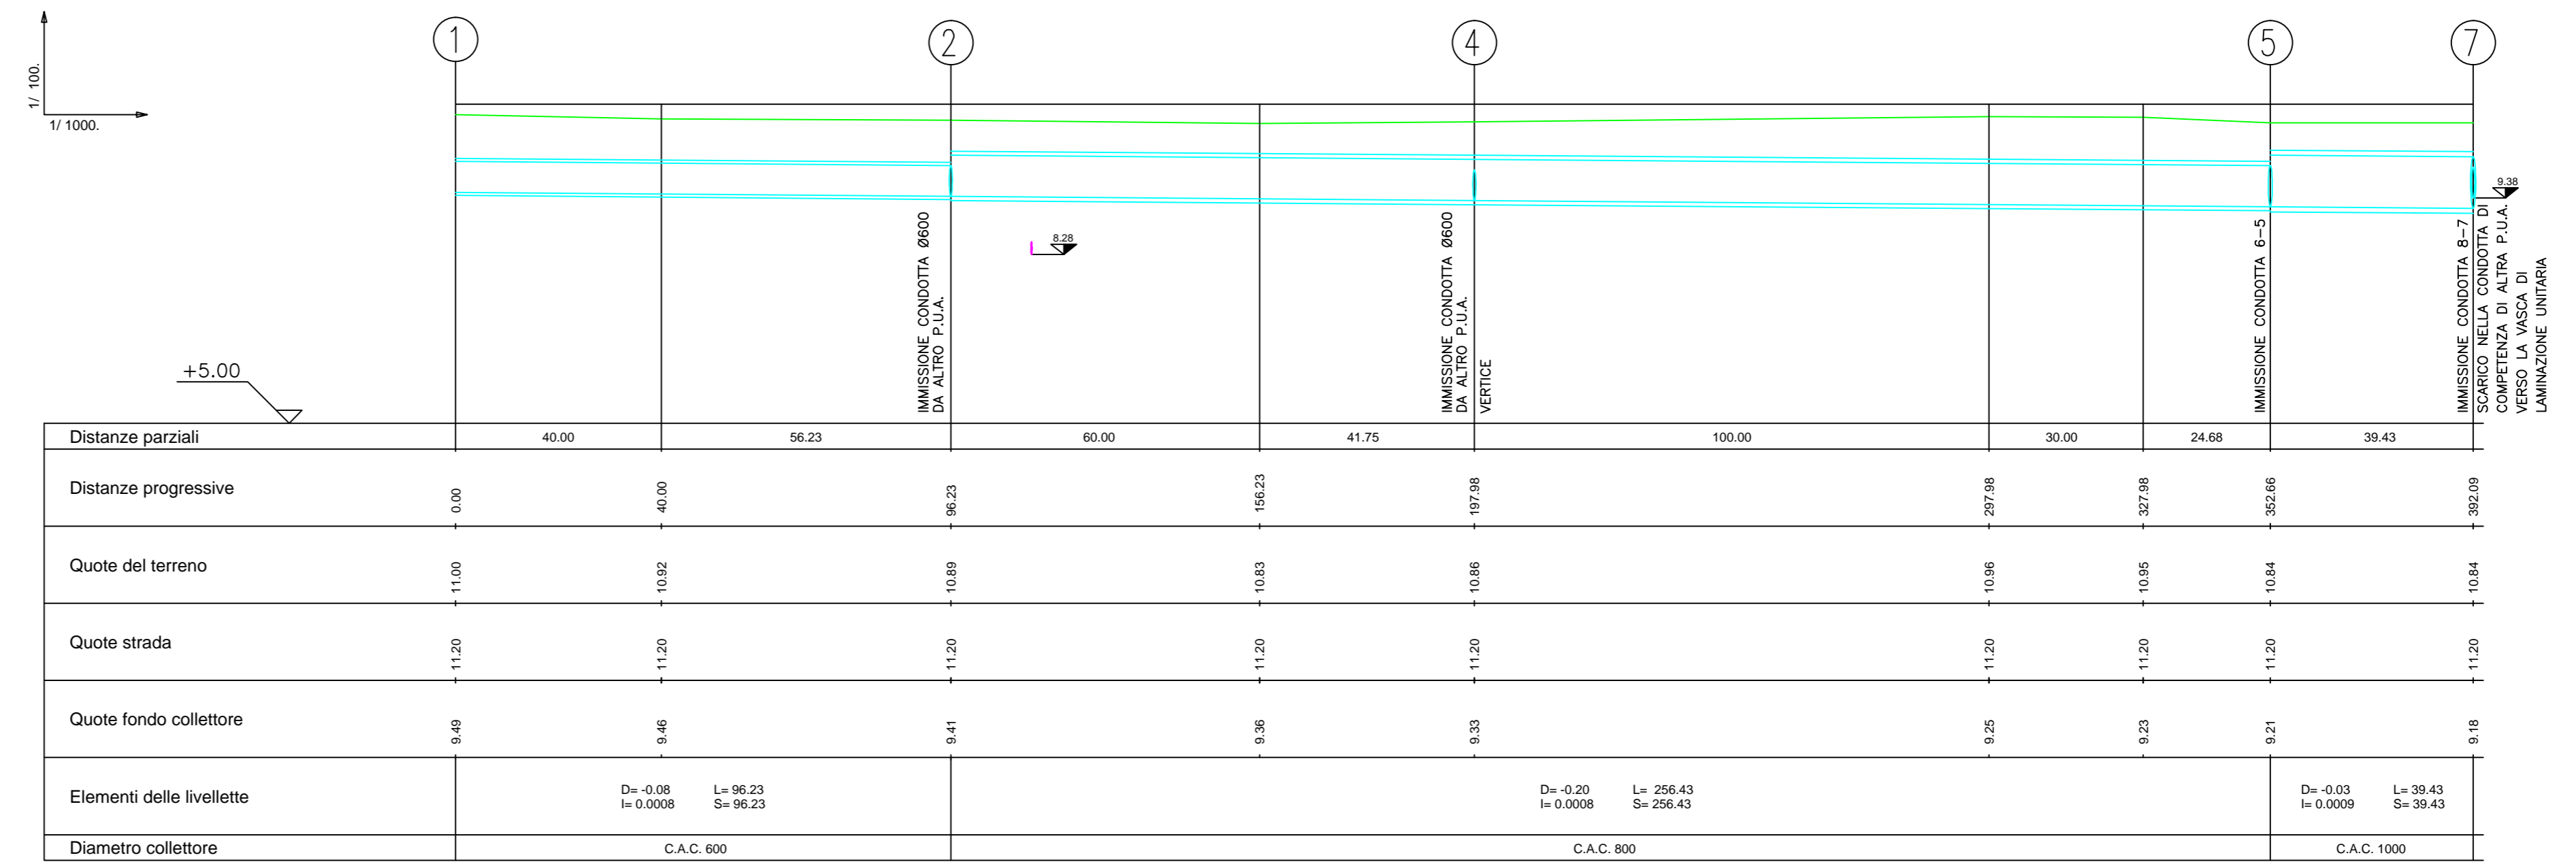 1
2
4
5
7
1/ 100.
1/ 1000.
9.38
8.28
IMMISSIONE CONDOTTA Ø600
DA ALTRO P.U.A.
IMMISSIONE CONDOTTA Ø600
DA ALTRO P.U.A.
VERTICE
IMMISSIONE CONDOTTA 6-5
IMMISSIONE CONDOTTA 8-7
SCARICO NELLA CONDOTTA DI
COMPETENZA DI ALTRA P.U.A.
VERSO LA VASCA DI
LAMINAZIONE UNITARIA
+5.00
Distanze parziali 40.00 56.23 60.00 41.75 100.00 30.00 24.68 39.43
Distanze progressive 0.00 40.00 96.23 156.23 197.98 297.98 327.98 352.66 392.09
Quote del terreno 11.00 10.92 10.89 10.83 10.86 10.96 10.95 10.84 10.84
Quote strada 11.20 11.20 11.20 11.20 11.20 11.20 11.20 11.20 11.20
Quote fondo collettore 9.49 9.46 9.41 9.36 9.33 9.25 9.23 9.21 9.18
Elementi delle livellette
D= -0.08 L= 96.23
I= 0.0008 S= 96.23
D= -0.20 L= 256.43
I= 0.0008 S= 256.43
D= -0.03 L= 39.43
I= 0.0009 S= 39.43
Diametro collettore C.A.C. 600 C.A.C. 800 C.A.C. 1000